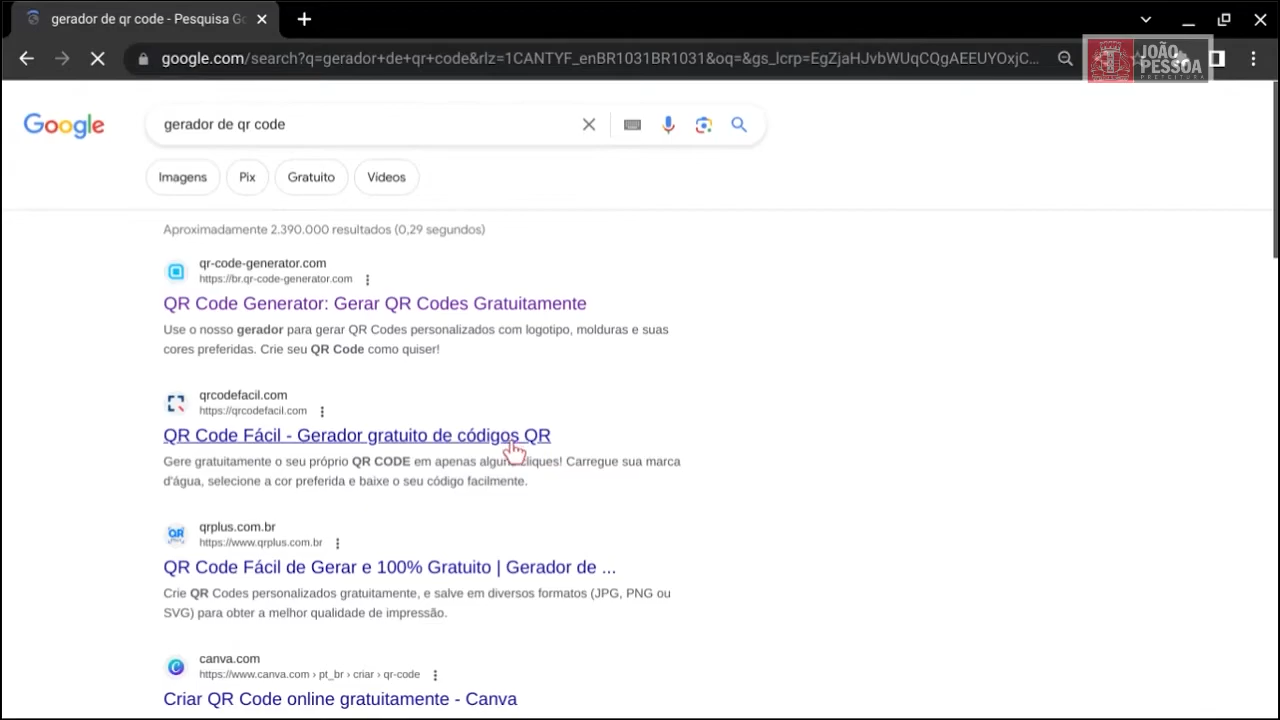 gerador de qr code - Pesquisa Go
google.com/search?q=gerador+de+qr+code&rlz=1CANTYF_enBR1031BR1031&oq=&gs_lcrp=EgZjaHJvbWUqCQgAEEUYOxjC...
JOÃO
PESSOA
PREFEITURA
Google
gerador de qr code
Imagens
Pix
Gratuito
Vídeos
Aproximadamente 2.390.000 resultados (0,29 segundos)
qr-code-generator.com
https://br.qr-code-generator.com
QR Code Generator: Gerar QR Codes Gratuitamente
Use o nosso gerador para gerar QR Codes personalizados com logotipo, molduras e suas
cores preferidas. Crie seu QR Code como quiser!
qrcodefacil.com
https://qrcodefacil.com
QR Code Fácil - Gerador gratuito de códigos QR
Gere gratuitamente o seu próprio QR CODE em apenas alguns cliques! Carregue sua marca
d'água, selecione a cor preferida e baixe o seu código facilmente.
qrplus.com.br
https://www.qrplus.com.br
QR Code Fácil de Gerar e 100% Gratuito | Gerador de ...
Crie QR Codes personalizados gratuitamente, e salve em diversos formatos (JPG, PNG ou
SVG) para obter a melhor qualidade de impressão.
canva.com
https://www.canva.com › pt_br › criar › qr-code
Criar QR Code online gratuitamente - Canva